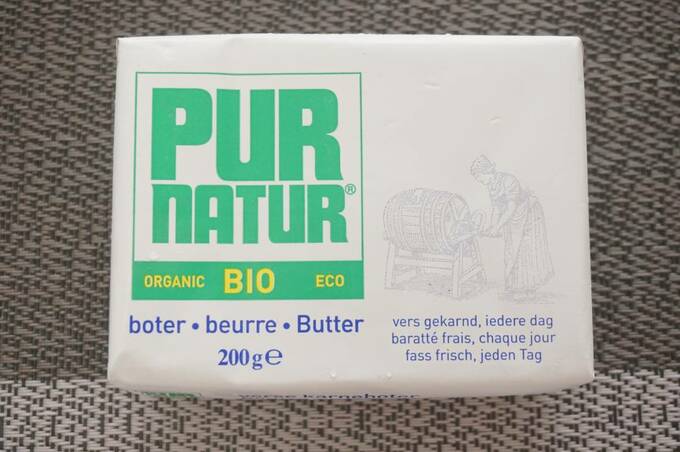 PUR
NATUR®
ORGANIC BIO ECO
boter • beurre • Butter
200 g ℮
vers gekarnd, iedere dag
baratté frais, chaque jour
fass frisch, jeden Tag